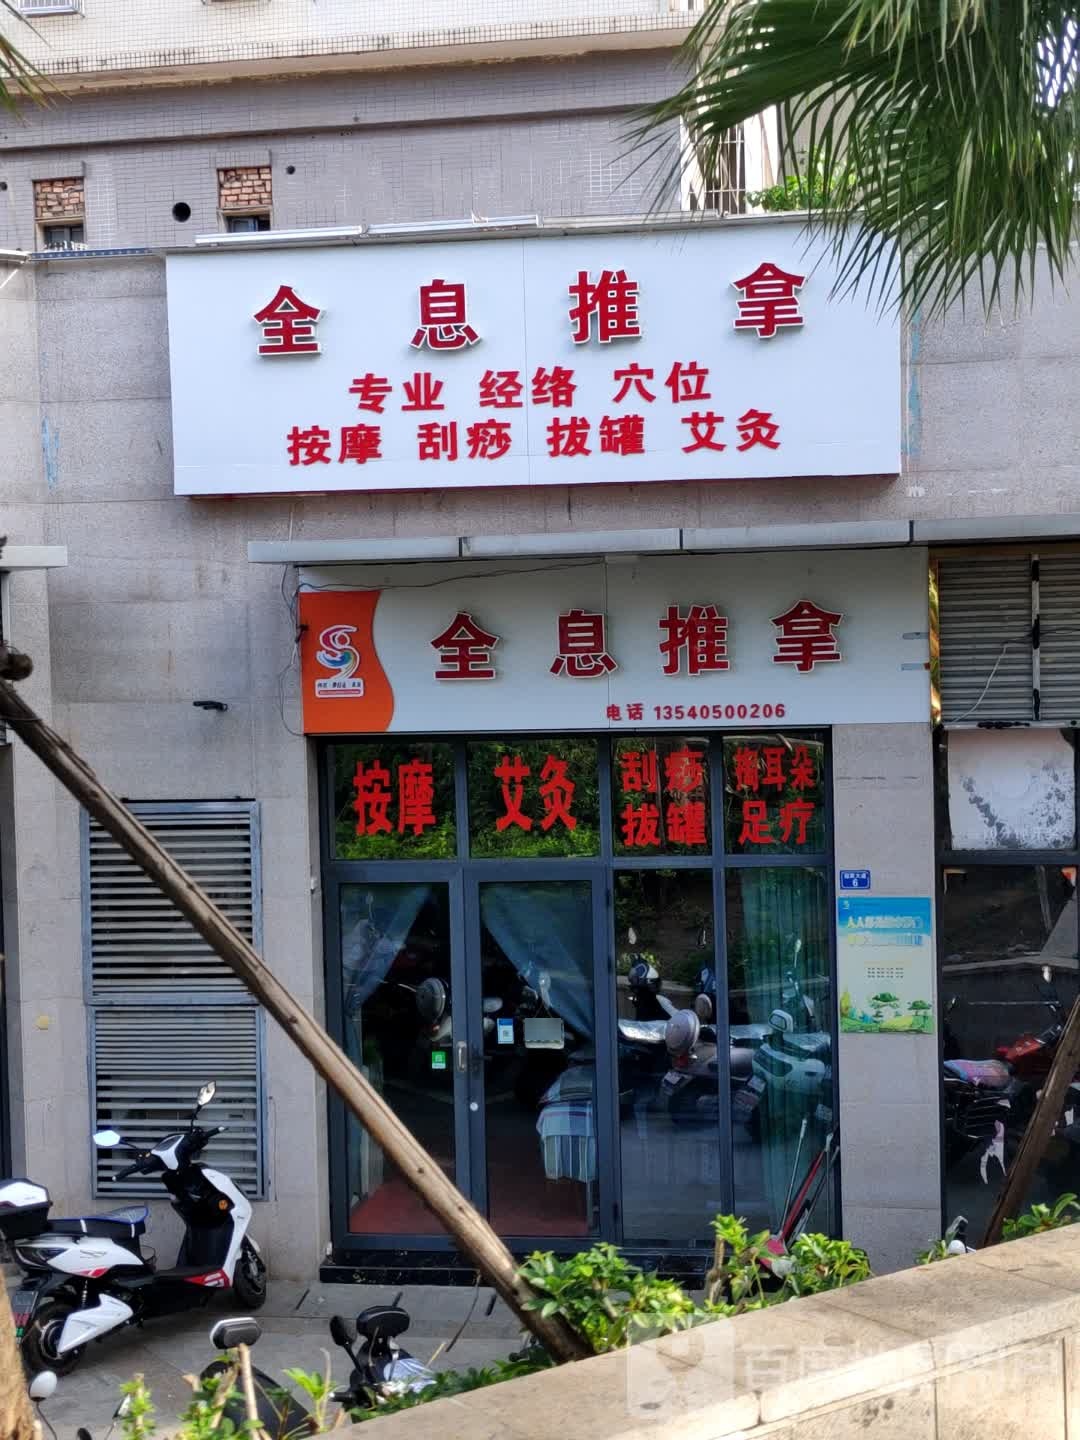 全息推拿
专业 经络 穴位
按摩 刮痧 拔罐 艾灸
全息推拿
电话 13540500206
按摩
艾灸
刮痧
拔罐
掏耳朵
足疗
6